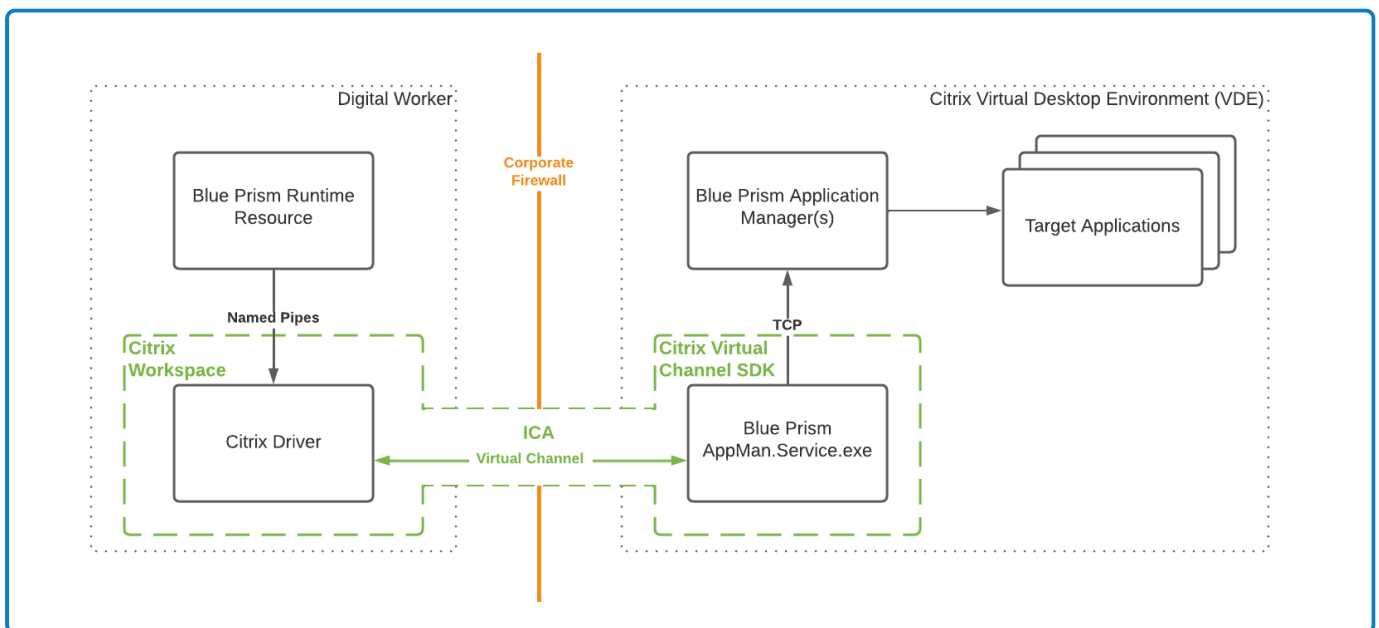 Digital Worker
Blue Prism Runtime
Resource
Named Pipes
Citrix
Workspace
Citrix Driver
Corporate
Firewall
ICA
Virtual Channel
Citrix Virtual Desktop Environment (VDE)
Blue Prism Application
Manager(s)
Target Applications
TCP
Citrix Virtual
Channel SDK
Blue Prism
AppMan.Service.exe